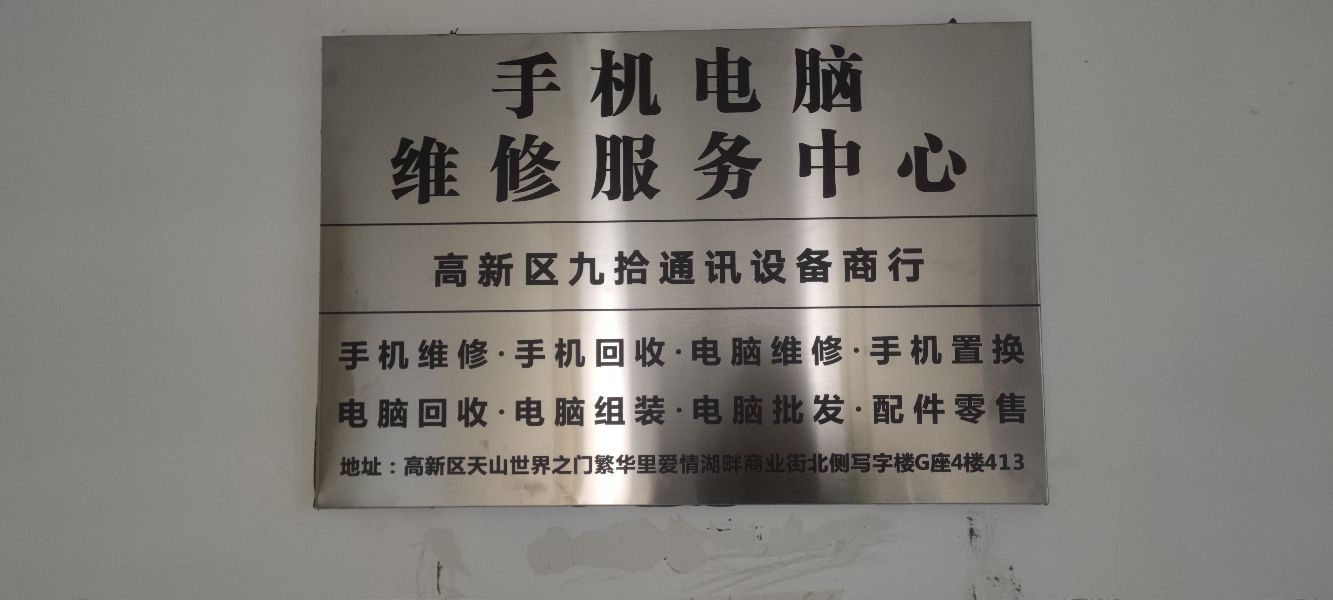 手机电脑
维修服务中心
高新区九拾通讯设备商行
手机维修·手机回收·电脑维修·手机置换
电脑回收·电脑组装·电脑批发·配件零售
地址：高新区天山世界之门繁华里爱情湖畔商业街北侧写字楼G座4楼413